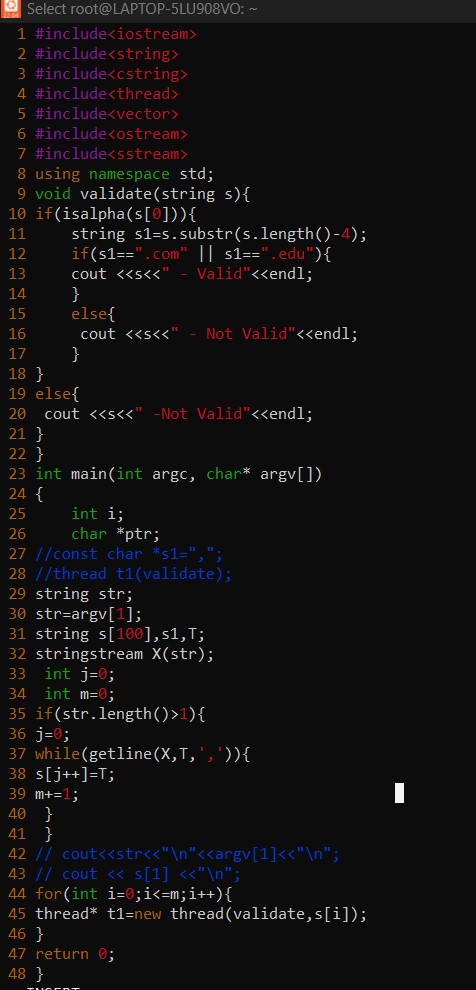 Select root@LAPTOP-5LU908VO: ~
1 #include<iostream>
2 #include<string>
3 #include<cstring>
4 #include<thread>
5 #include<vector>
6 #include<ostream>
7 #include<sstream>
8 using namespace std;
9 void validate(string s){
10 if(isalpha(s[0])){
11     string s1=s.substr(s.length()-4);
12     if(s1==".com" || s1==".edu"){
13     cout <<s<<" - Valid"<<endl;
14     }
15     else{
16      cout <<s<<" - Not Valid"<<endl;
17     }
18 }
19 else{
20  cout <<s<<" -Not Valid"<<endl;
21 }
22 }
23 int main(int argc, char* argv[])
24 {
25     int i;
26     char *ptr;
27 //const char *s1=",";
28 //thread t1(validate);
29 string str;
30 str=argv[1];
31 string s[100],s1,T;
32 stringstream X(str);
33  int j=0;
34  int m=0;
35 if(str.length()>1){
36 j=0;
37 while(getline(X,T,',')){
38 s[j++]=T;
39 m+=1;
40  }
41  }
42 // cout<<str<<"\n"<<argv[1]<<"\n";
43 // cout << s[1] <<"\n";
44 for(int i=0;i<=m;i++){
45 thread* t1=new thread(validate,s[i]);
46 }
47 return 0;
48 }